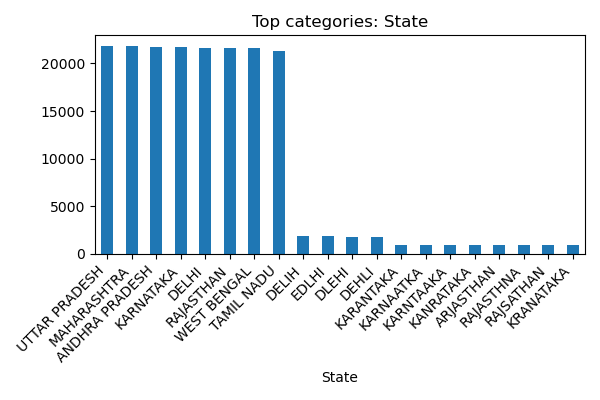 Top categories: State
20000
15000
10000
5000
0
UTTAR PRADESH
MAHARASHTRA
ANDHRA PRADESH
KARNATAKA
DELHI
RAJASTHAN
WEST BENGAL
TAMIL NADU
DELIH
EDLHI
DLEHI
DEHLI
KARANTAKA
KARNAATKA
KARNTAAKA
KANRATAKA
ARJASTHAN
RAJASTHNA
RAJSATHAN
KRANATAKA
State